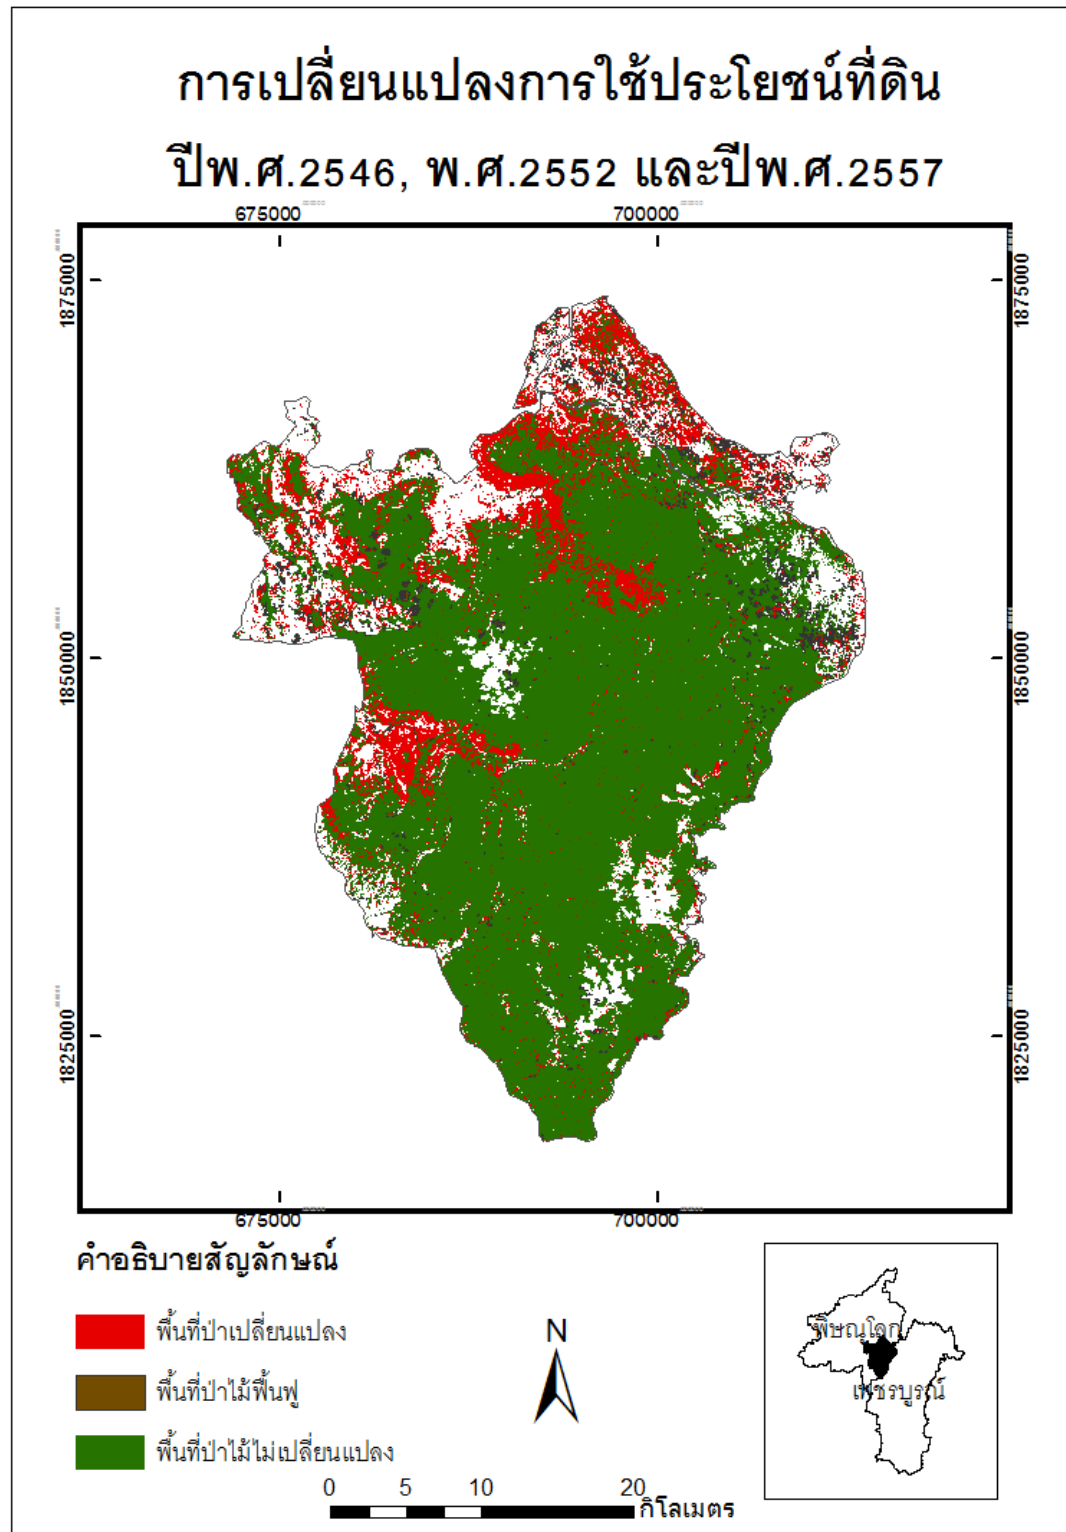 การเปลี่ยนแปลงการใช้ประโยชน์ที่ดิน
ปีพ.ศ.2546, พ.ศ.2552 และปีพ.ศ.2557
675000 700000
1875000 1875000
1850000 1850000
1825000 1825000
675000 700000
คำอธิบายสัญลักษณ์
พื้นที่ป่าเปลี่ยนแปลง
พื้นที่ป่าไม้ฟื้นฟู
พื้นที่ป่าไม้ไม่เปลี่ยนแปลง
N
0 5 10 20
กิโลเมตร
พิษณุโลก
เพชรบูรณ์